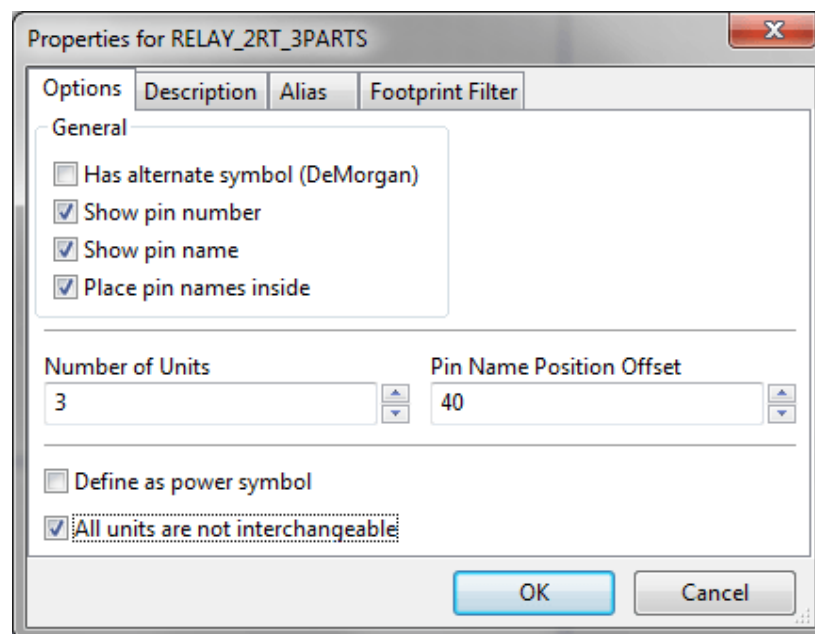 Properties for RELAY_2RT_3PARTS
Options Description Alias Footprint Filter
General
Has alternate symbol (DeMorgan)
Show pin number
Show pin name
Place pin names inside
Number of Units Pin Name Position Offset
3 40
Define as power symbol
All units are not interchangeable
OK Cancel